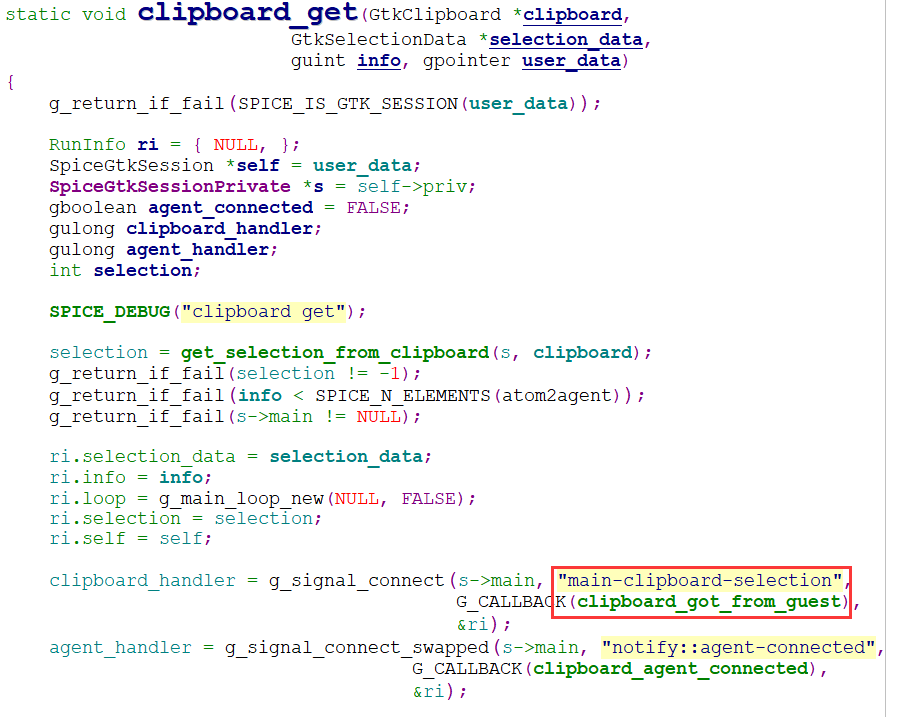 static void clipboard_get(GtkClipboard *clipboard,
                          GtkSelectionData *selection_data,
                          guint info, gpointer user_data)
{
    g_return_if_fail(SPICE_IS_GTK_SESSION(user_data));

    RunInfo ri = { NULL, };
    SpiceGtkSession *self = user_data;
    SpiceGtkSessionPrivate *s = self->priv;
    gboolean agent_connected = FALSE;
    gulong clipboard_handler;
    gulong agent_handler;
    int selection;

    SPICE_DEBUG("clipboard get");

    selection = get_selection_from_clipboard(s, clipboard);
    g_return_if_fail(selection != -1);
    g_return_if_fail(info < SPICE_N_ELEMENTS(atom2agent));
    g_return_if_fail(s->main != NULL);

    ri.selection_data = selection_data;
    ri.info = info;
    ri.loop = g_main_loop_new(NULL, FALSE);
    ri.selection = selection;
    ri.self = self;

    clipboard_handler = g_signal_connect(s->main, "main-clipboard-selection",
                                         G_CALLBACK(clipboard_got_from_guest),
                                         &ri);
    agent_handler = g_signal_connect_swapped(s->main, "notify::agent-connected",
                                     G_CALLBACK(clipboard_agent_connected),
                                     &ri);